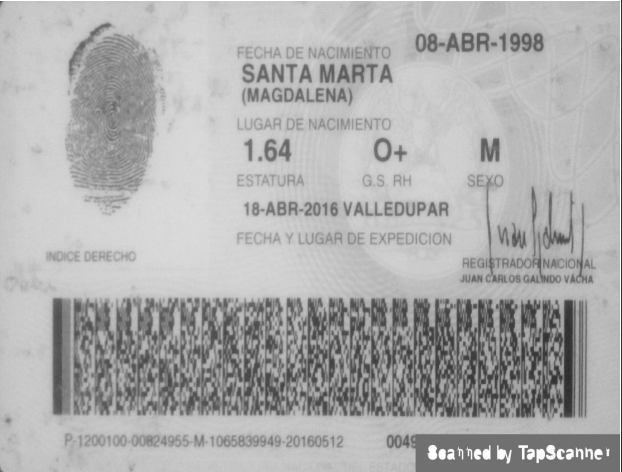 FECHA DE NACIMIENTO 08-ABR-1998
SANTA MARTA
(MAGDALENA)
LUGAR DE NACIMIENTO
1.64 O+ M
ESTATURA G.S. RH SEXO
18-ABR-2016 VALLEDUPAR
FECHA Y LUGAR DE EXPEDICION
INDICE DERECHO
REGISTRADOR NACIONAL
JUAN CARLOS GALINDO VACHA
P-1200100-00824955-M-1065839949-20160512 0049
Scanned by TapScanner